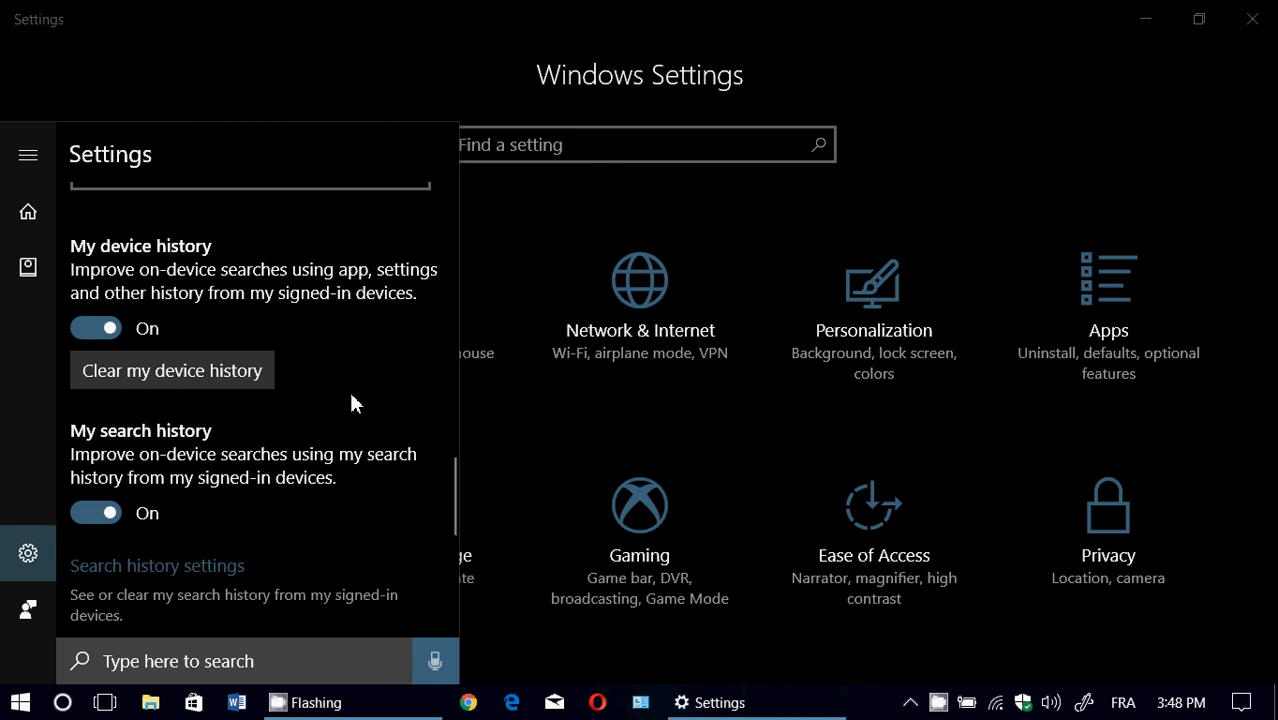 Settings
Windows Settings
Find a setting
Settings
My device history
Improve on-device searches using app, settings
and other history from my signed-in devices.
On
Clear my device history
My search history
Improve on-device searches using my search
history from my signed-in devices.
On
Search history settings
See or clear my search history from my signed-in
devices.
Type here to search
ouse
Network & Internet
Wi-Fi, airplane mode, VPN
Personalization
Background, lock screen,
colors
Apps
Uninstall, defaults, optional
features
ge
te
Gaming
Game bar, DVR,
broadcasting, Game Mode
Ease of Access
Narrator, magnifier, high
contrast
Privacy
Location, camera
Flashing
Settings
FRA
3:48 PM